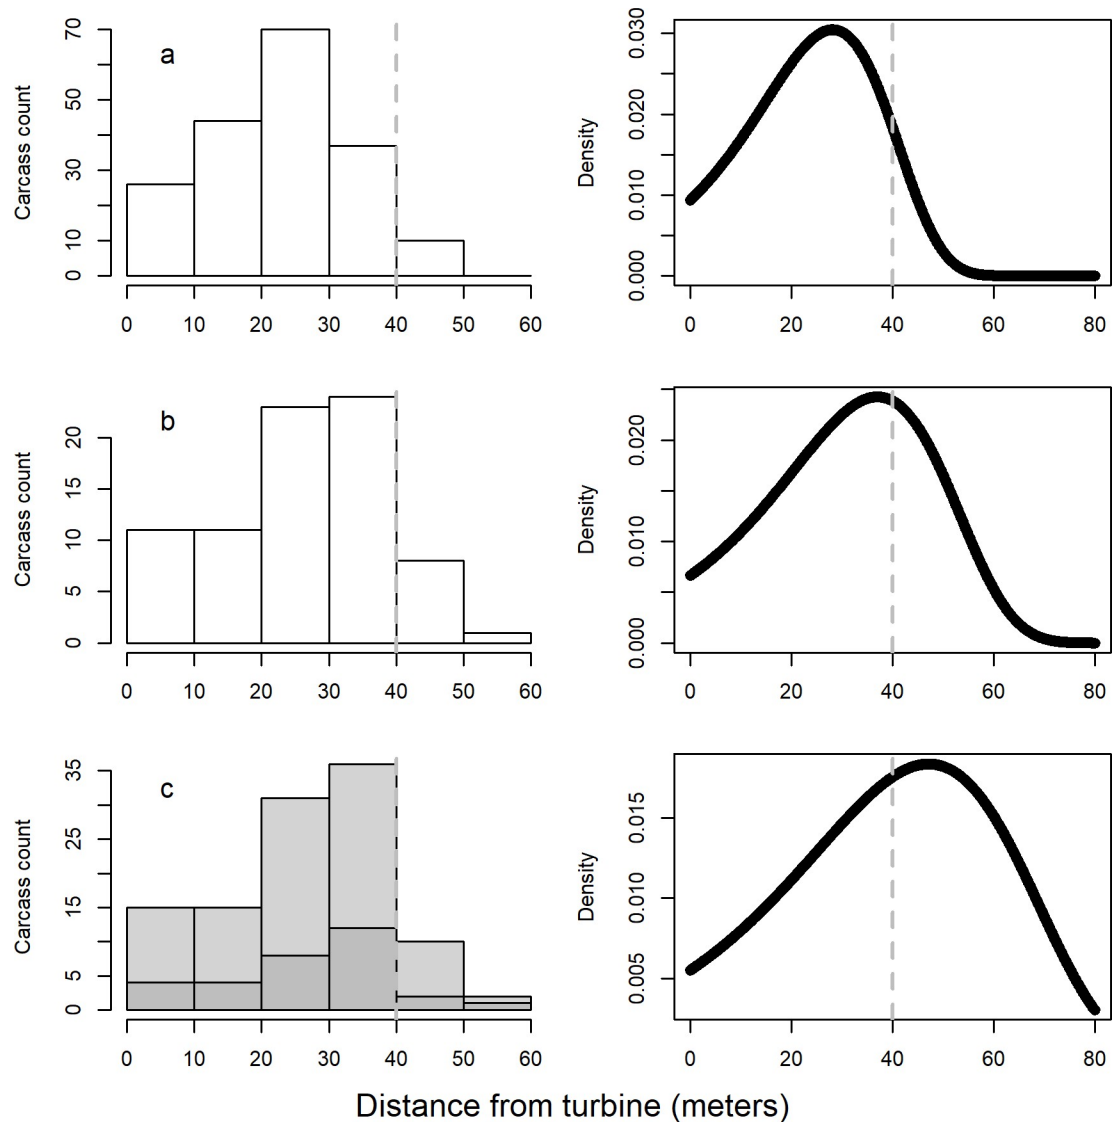 a
Carcass count
0 10 30 50 70
0 10 20 30 40 50 60
Density
0.000 0.010 0.020 0.030
0 20 40 60 80
b
Carcass count
0 5 10 15 20
0 10 20 30 40 50 60
Density
0.000 0.010 0.020
0 20 40 60 80
c
Carcass count
0 5 15 25 35
0 10 20 30 40 50 60
Density
0.005 0.010 0.015
0 20 40 60 80
Distance from turbine (meters)